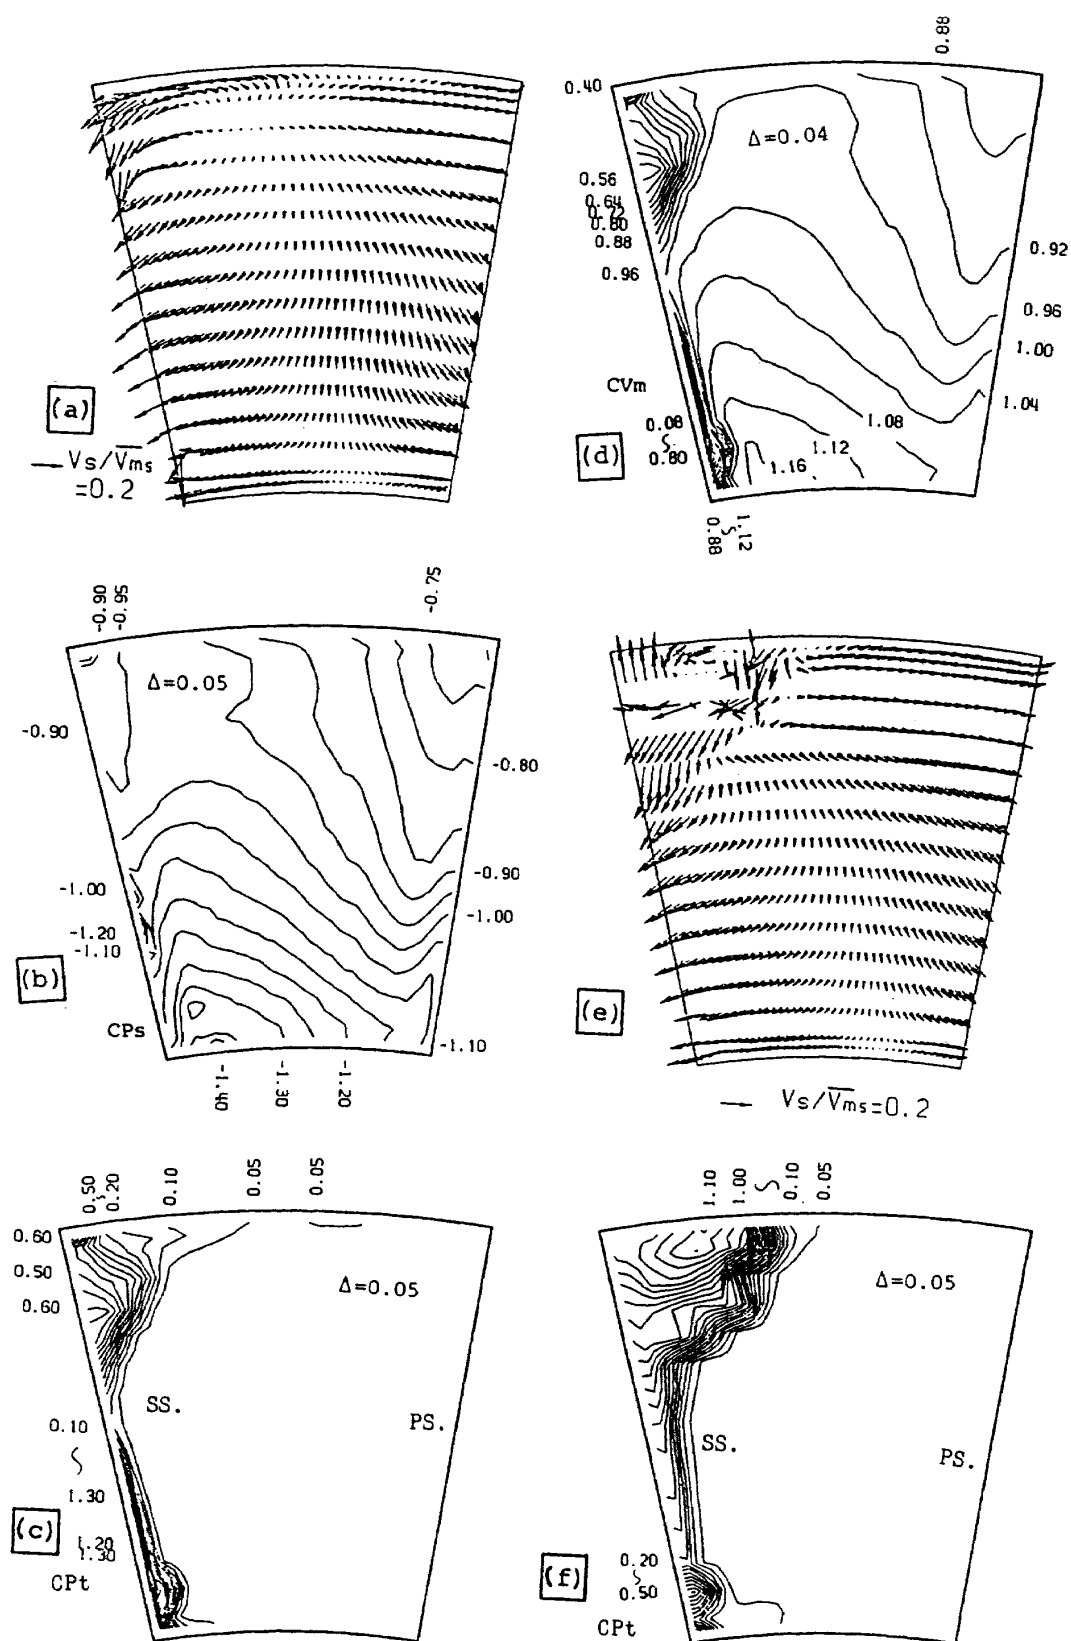 (a)
Vs/V̅ms
=0.2
0.88
0.40
Δ=0.04
0.56
0.64
0.72
0.80
0.88
0.96
0.92
0.96
1.00
1.04
CVm
0.08
0.80
1.08
1.12
1.16
(d)
0.88
1.12
-0.90
-0.95
-0.75
Δ=0.05
-0.90
-0.80
-1.00
-0.90
-1.00
-1.20
-1.10
(b)
CPs
-1.10
-1.40
-1.30
-1.20
(e)
Vs/V̅ms=0.2
0.50
0.20
0.10
0.05
0.05
0.60
0.50
0.60
Δ=0.05
SS.
PS.
0.10
1.30
1.20
1.30
(c)
CPt
1.10
1.00
0.10
0.05
Δ=0.05
SS.
PS.
0.20
0.50
(f)
CPt